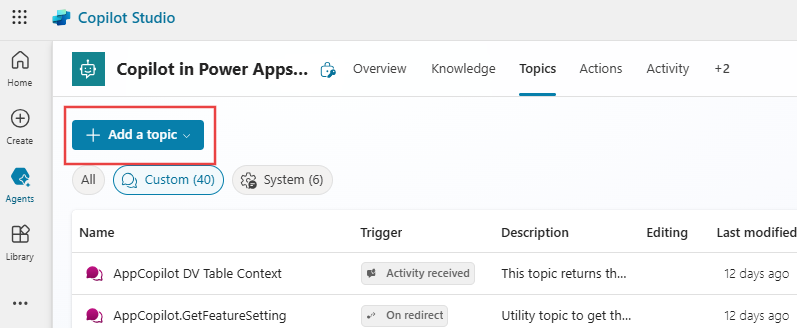 Copilot Studio
Home
Create
Agents
Library
Copilot in Power Apps... Overview Knowledge Topics Actions Activity +2
+ Add a topic
All Custom (40) System (6)
Name Trigger Description Editing Last modified
AppCopilot DV Table Context Activity received This topic returns th... 12 days ago
AppCopilot.GetFeatureSetting On redirect Utility topic to get th... 12 days ago